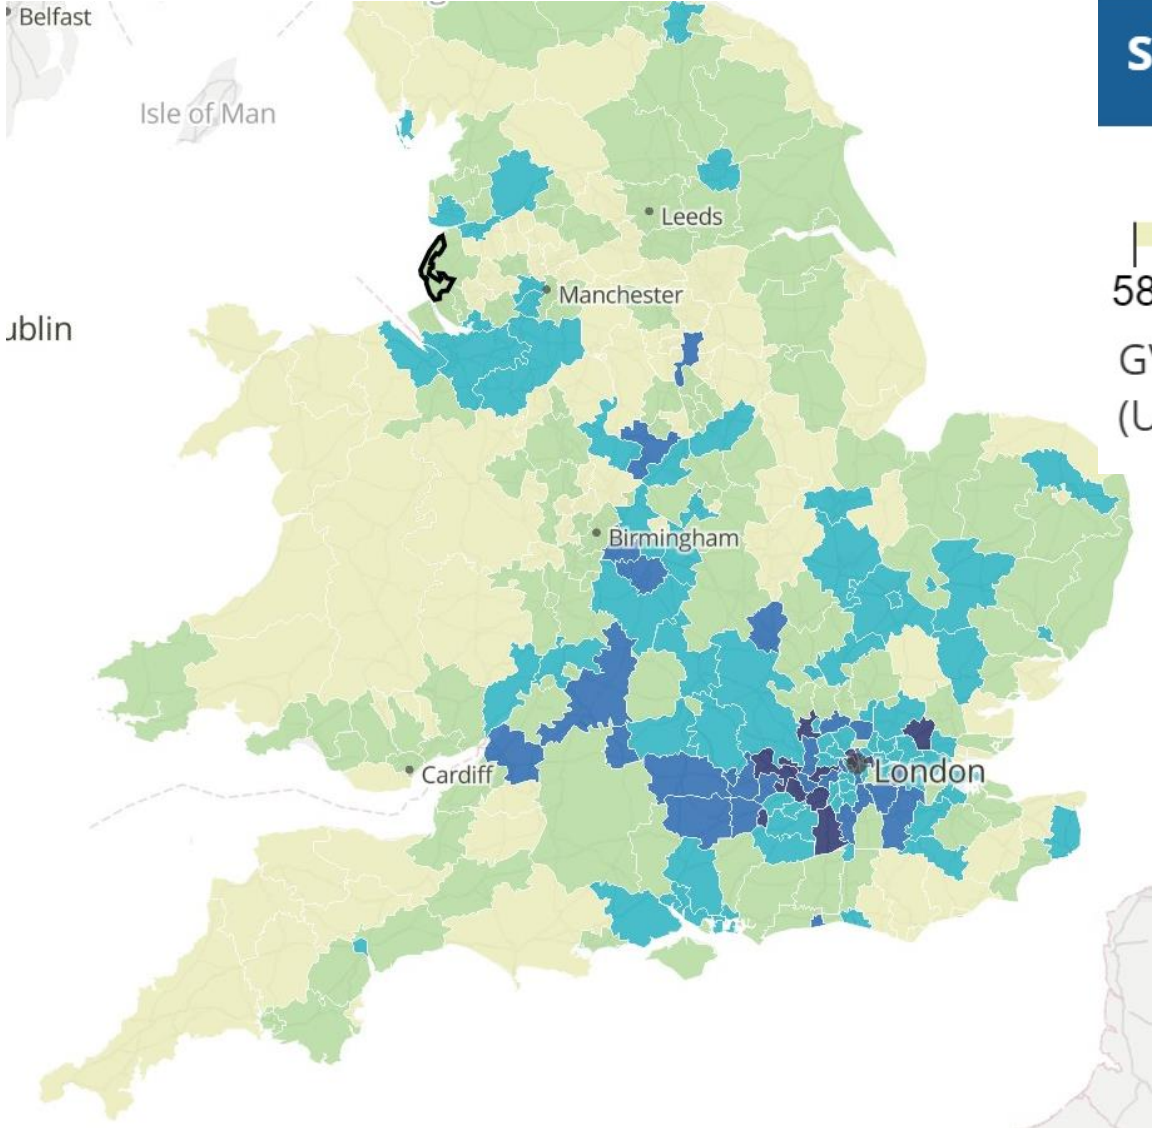 Belfast
S
Isle of Man
Leeds
58
Manchester
ublin
G
(U
Birmingham
Cardiff
London